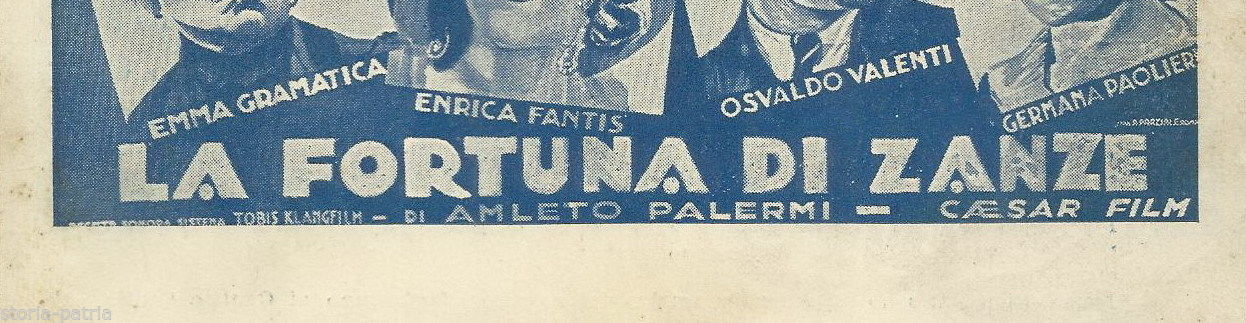 EMMA GRAMATICA
ENRICA FANTIS
OSVALDO VALENTI
GERMANA PAOLIERI
LA FORTUNA DI ZANZE
SISTEMA TOBIS KLANGFILM – DI AMLETO PALERMI – CÆSAR FILM
storia-patria